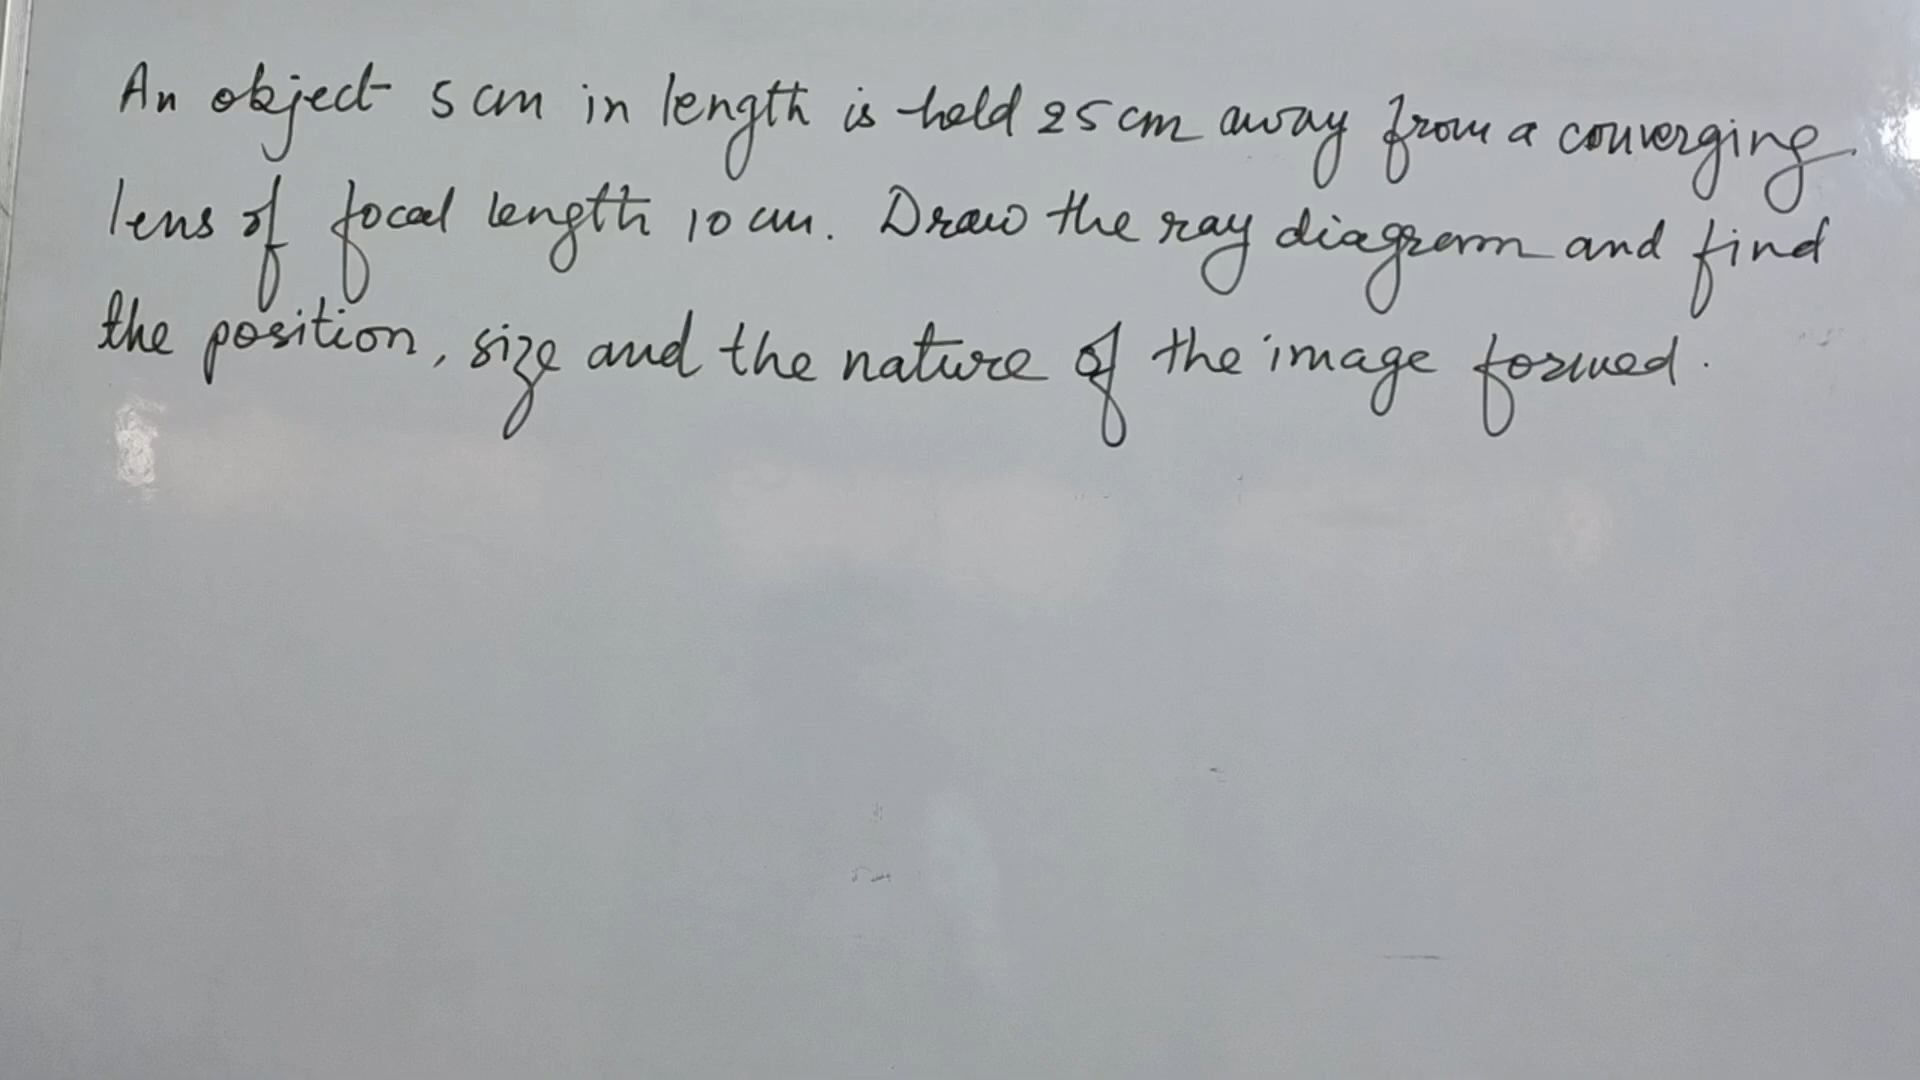 An object 5 cm in length is held 25 cm away from a converging
lens of focal length 10 cm. Draw the ray diagram and find
the position, size and the nature of the image formed.